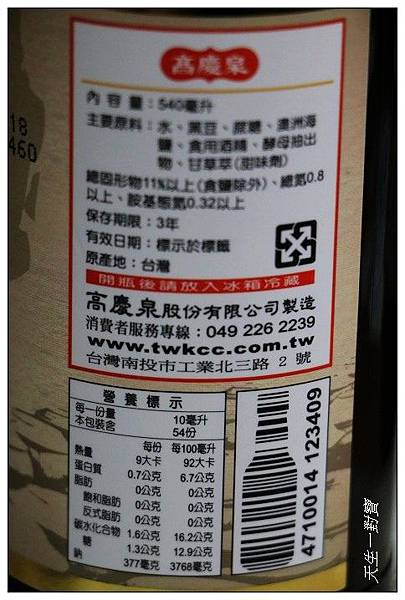 18
460
高慶泉
內容量：540毫升
主要原料：水、黑豆、蔗糖、蘆洲海
鹽、食用酒精、酵母抽出
物、甘草萃(甜味劑)
總固形物11%以上(食鹽除外)、總氮0.8
以上、胺基態氮0.32以上
保存期限：3年
有效日期：標示於標籤
原產地：台灣
開瓶後請放入冰箱冷藏
高慶泉股份有限公司製造
消費者服務專線：049 226 2239
www.twkcc.com.tw
台灣南投市工業北三路 2 號
營養標示
每一份量 10毫升
本包裝含 54份
每份 每100毫升
熱量 9大卡 92大卡
蛋白質 0.7公克 6.7公克
脂肪 0公克 0公克
飽和脂肪 0公克 0公克
反式脂肪 0公克 0公克
碳水化合物 1.6公克 16.2公克
糖 1.3公克 12.9公克
鈉 377毫克 3768毫克
4710014 123409
天生一對寶